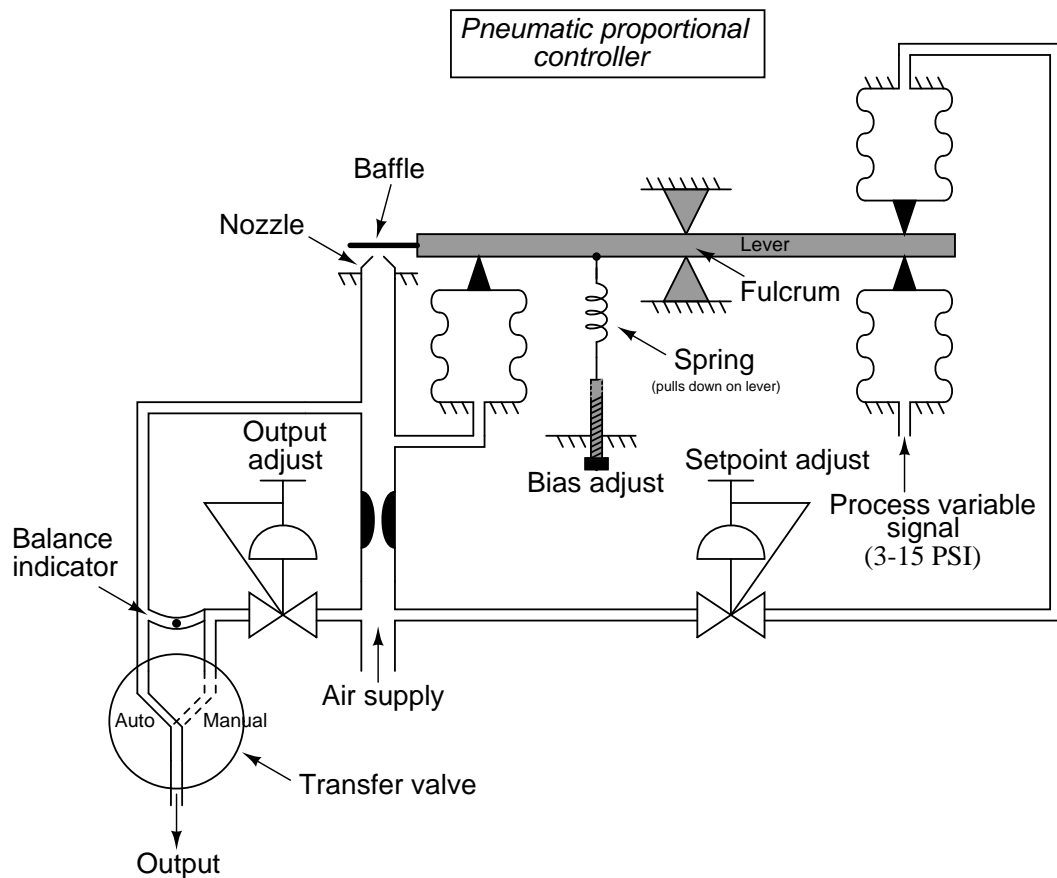 Pneumatic proportional
controller
Baffle
Nozzle
Lever
Fulcrum
Spring
(pulls down on lever)
Output
adjust
Bias adjust
Setpoint adjust
Process variable
signal
(3-15 PSI)
Balance
indicator
Air supply
Auto
Manual
Transfer valve
Output